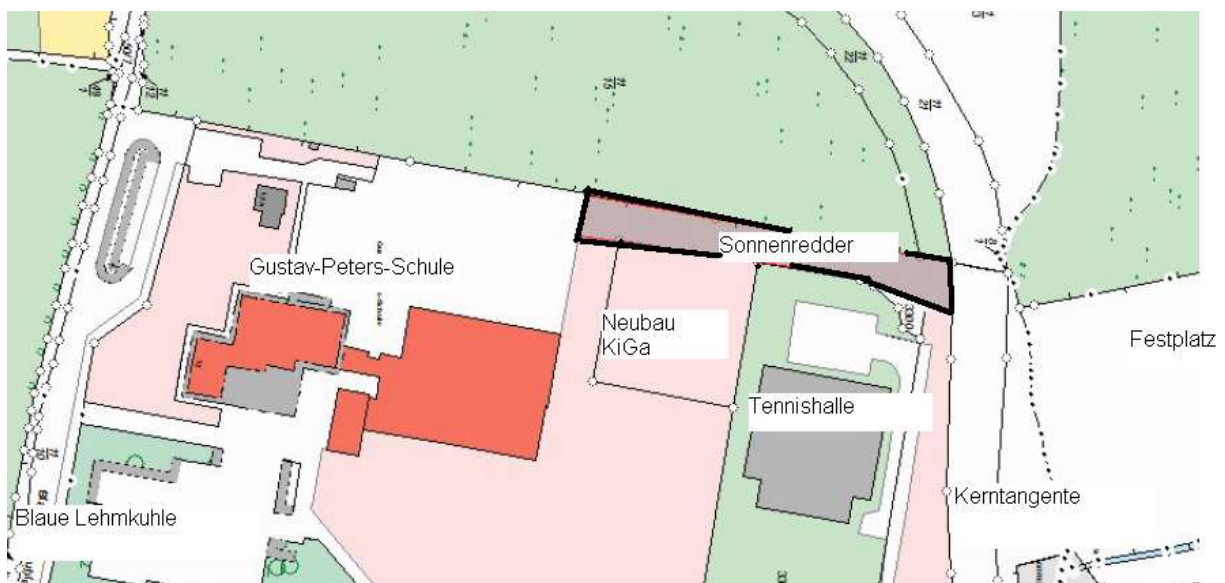 Sonnenredder
Gustav-Peters-Schule
Neubau
KiGa
Festplatz
Tennishalle
Kerntangente
Blaue Lehmkuhle